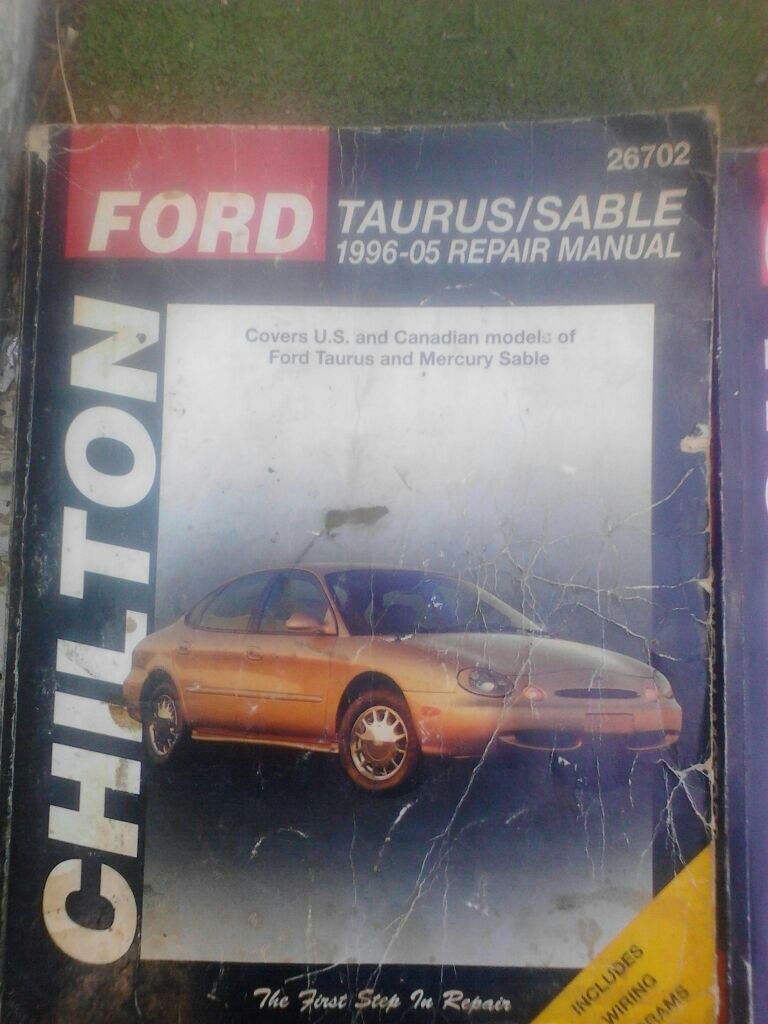 26702
FORD
TAURUS/SABLE
1996-05 REPAIR MANUAL
CHILTON
Covers U.S. and Canadian models of
Ford Taurus and Mercury Sable
The First Step In Repair
INCLUDES
WIRING